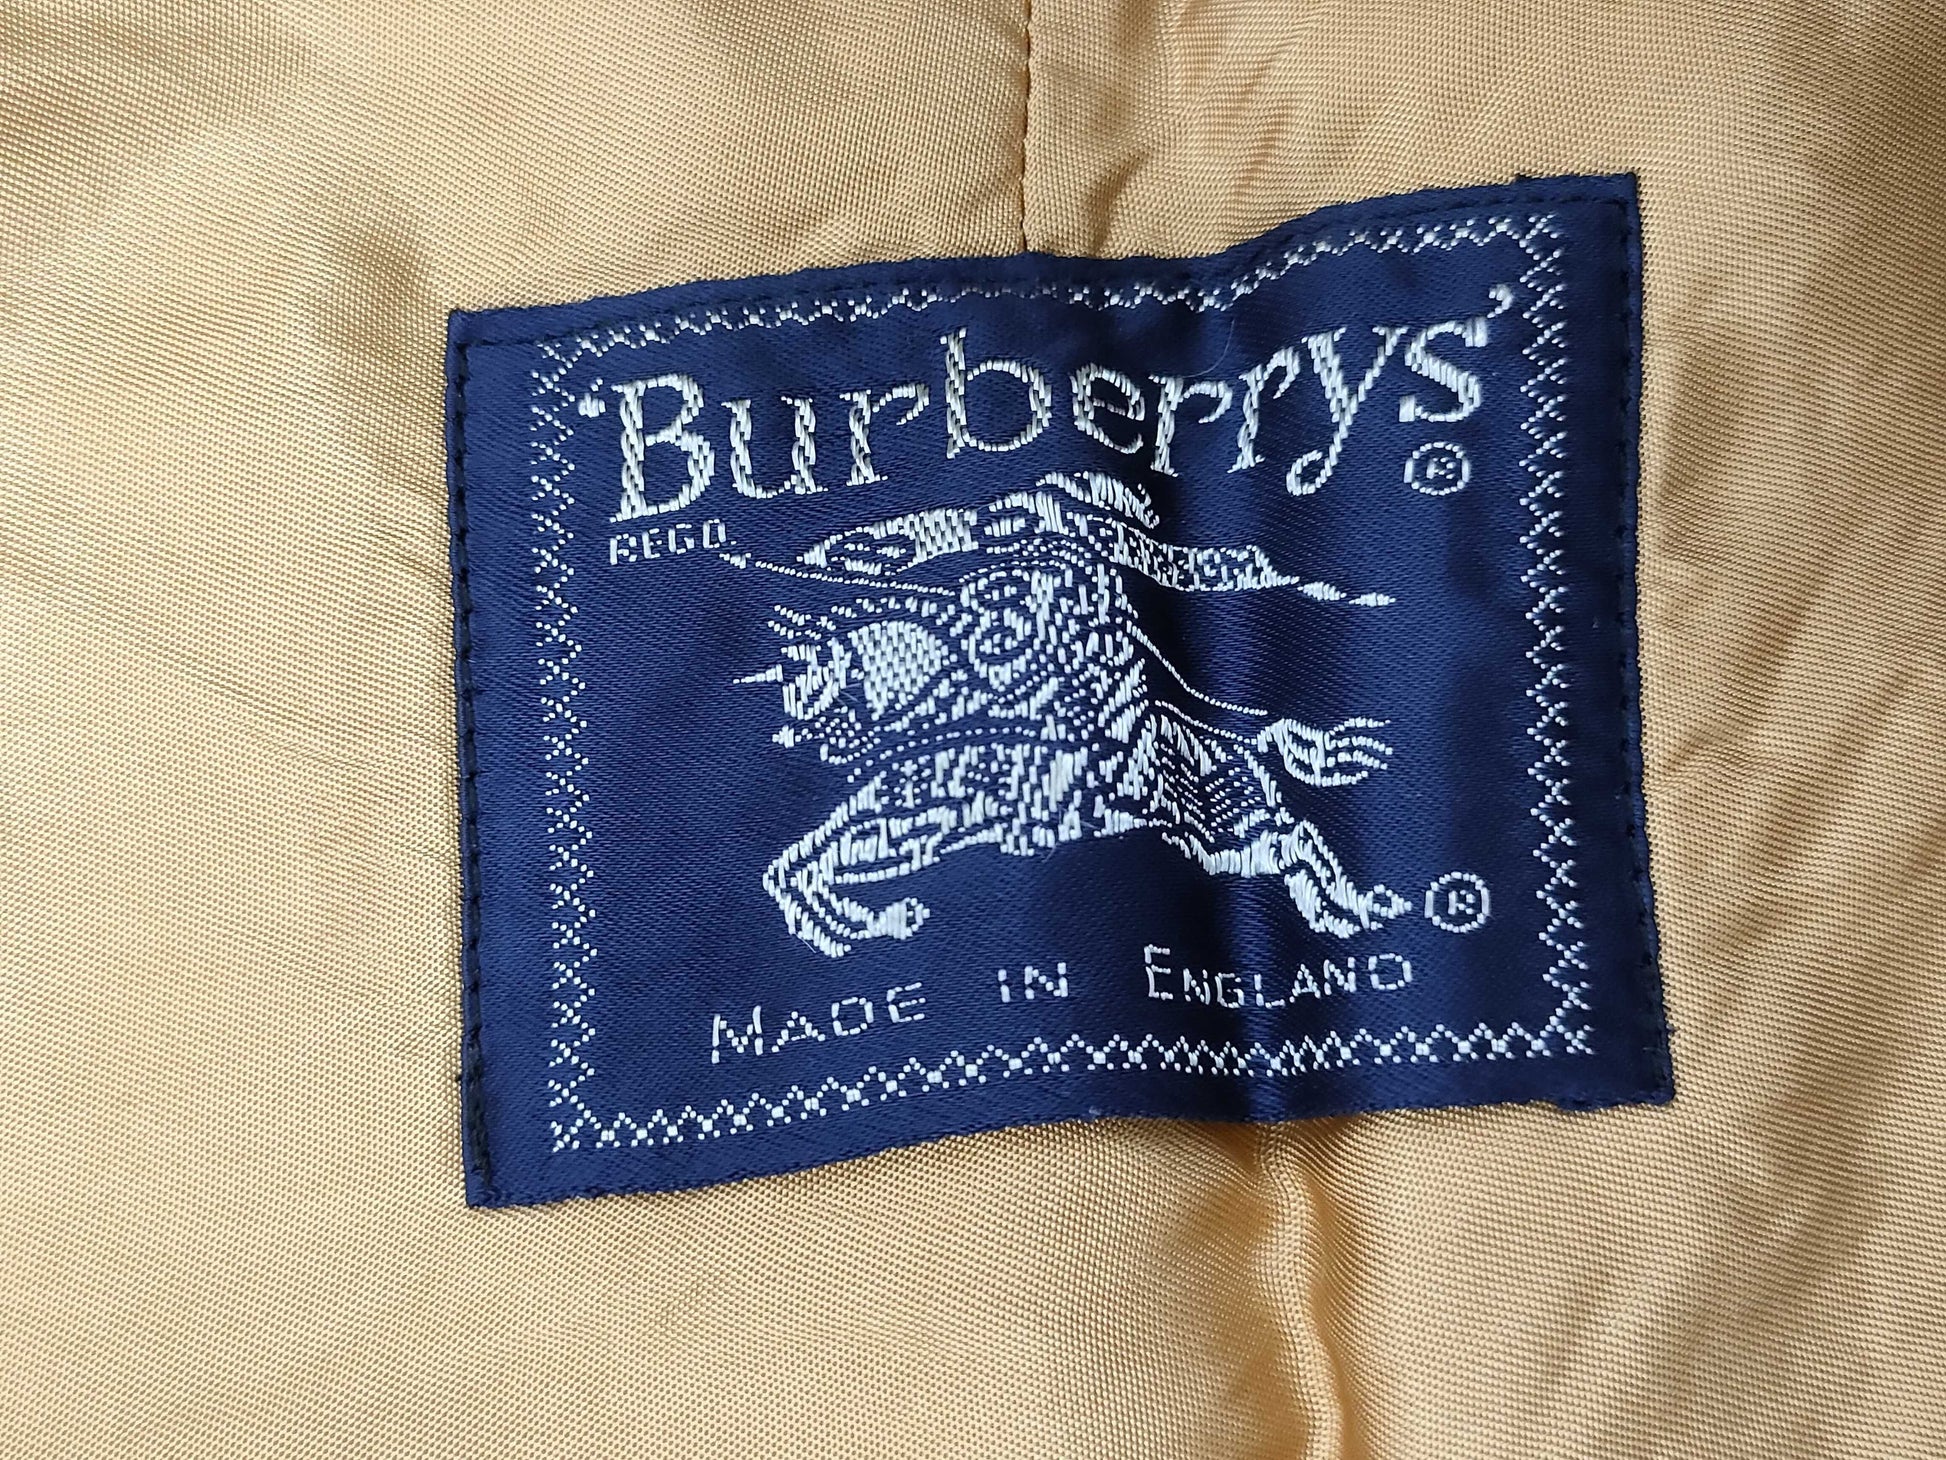 'Burberrys'
®
REGD.
®
MADE IN ENGLAND